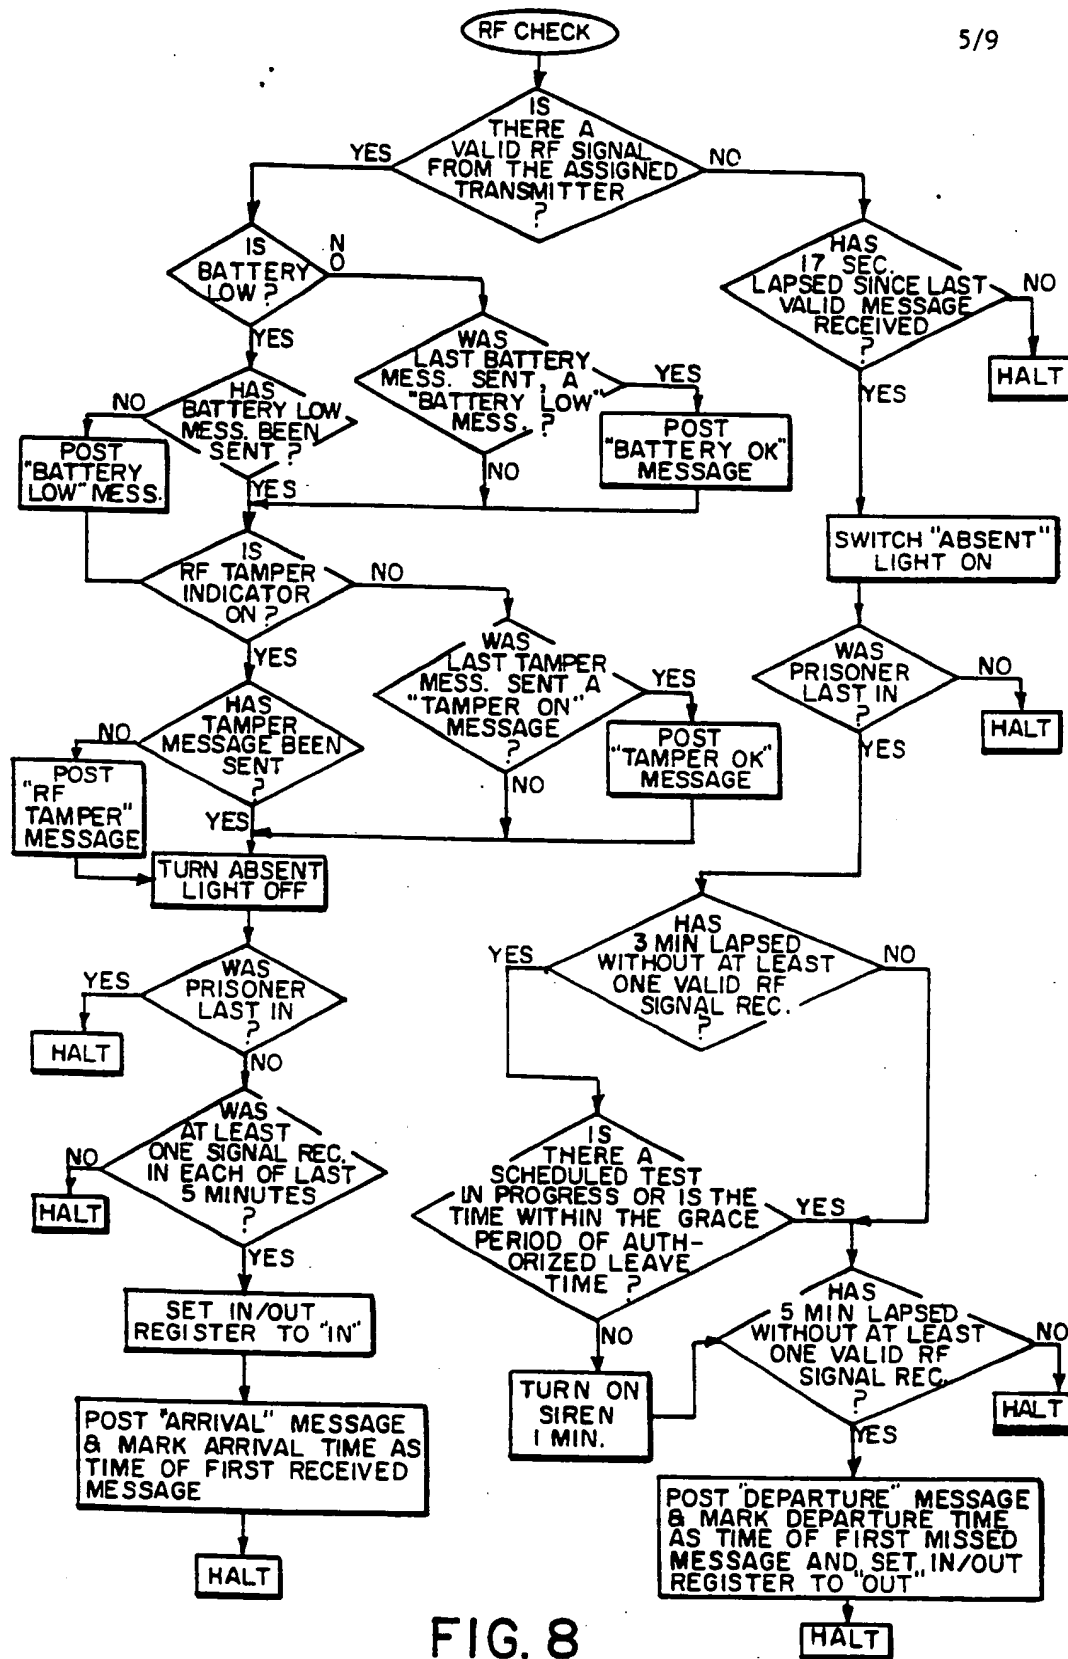 5/9
RF CHECK
IS
THERE A
VALID RF SIGNAL
FROM THE ASSIGNED
TRANSMITTER
?
YES
NO
IS
BATTERY
LOW ?
N
O
YES
HAS
17 SEC.
LAPSED SINCE LAST
VALID MESSAGE
RECEIVED
?
NO
HALT
YES
WAS
LAST BATTERY
MESS. SENT, A
"BATTERY LOW"
MESS. ?
YES
NO
POST
"BATTERY OK"
MESSAGE
HAS
BATTERY LOW
MESS. BEEN
SENT ?
NO
YES
POST
"BATTERY
LOW" MESS.
SWITCH "ABSENT"
LIGHT ON
IS
RF TAMPER
INDICATOR
ON ?
NO
YES
WAS
LAST TAMPER
MESS. SENT A
"TAMPER ON"
MESSAGE
?
YES
NO
POST
"TAMPER OK"
MESSAGE
WAS
PRISONER
LAST IN
?
NO
HALT
YES
HAS
TAMPER
MESSAGE BEEN
SENT
?
NO
YES
POST
"RF
TAMPER"
MESSAGE
TURN ABSENT
LIGHT OFF
HAS
3 MIN LAPSED
WITHOUT AT LEAST
ONE VALID RF
SIGNAL REC.
?
YES
NO
WAS
PRISONER
LAST IN
?
YES
HALT
NO
WAS
AT LEAST
ONE SIGNAL REC.
IN EACH OF LAST
5 MINUTES
?
NO
HALT
YES
IS
THERE A
SCHEDULED TEST
IN PROGRESS OR IS THE
TIME WITHIN THE GRACE
PERIOD OF AUTH-
ORIZED LEAVE
TIME ?
YES
NO
SET IN/OUT
REGISTER TO "IN"
TURN ON
SIREN
1 MIN.
HAS
5 MIN LAPSED
WITHOUT AT LEAST
ONE VALID RF
SIGNAL REC.
?
NO
HALT
YES
POST "ARRIVAL" MESSAGE
& MARK ARRIVAL TIME AS
TIME OF FIRST RECEIVED
MESSAGE
HALT
POST "DEPARTURE" MESSAGE
& MARK DEPARTURE TIME
AS TIME OF FIRST MISSED
MESSAGE AND SET IN/OUT
REGISTER TO "OUT"
HALT
FIG. 8